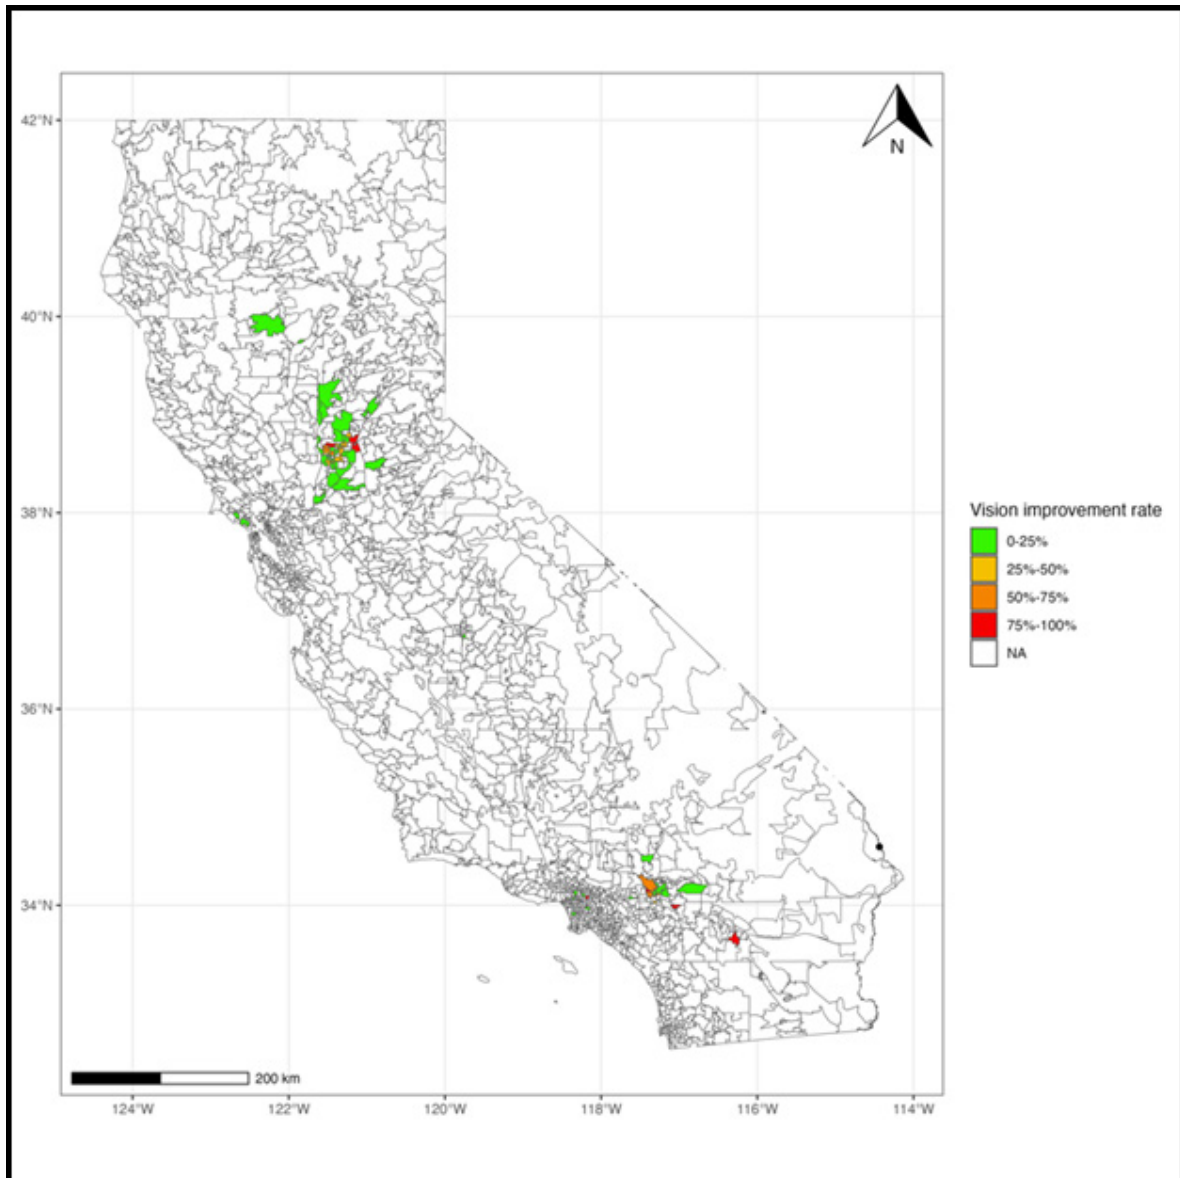 42°N
N
40°N
38°N
Vision improvement rate
0-25%
25%-50%
50%-75%
75%-100%
NA
36°N
34°N
200 km
124°W 122°W 120°W 118°W 116°W 114°W